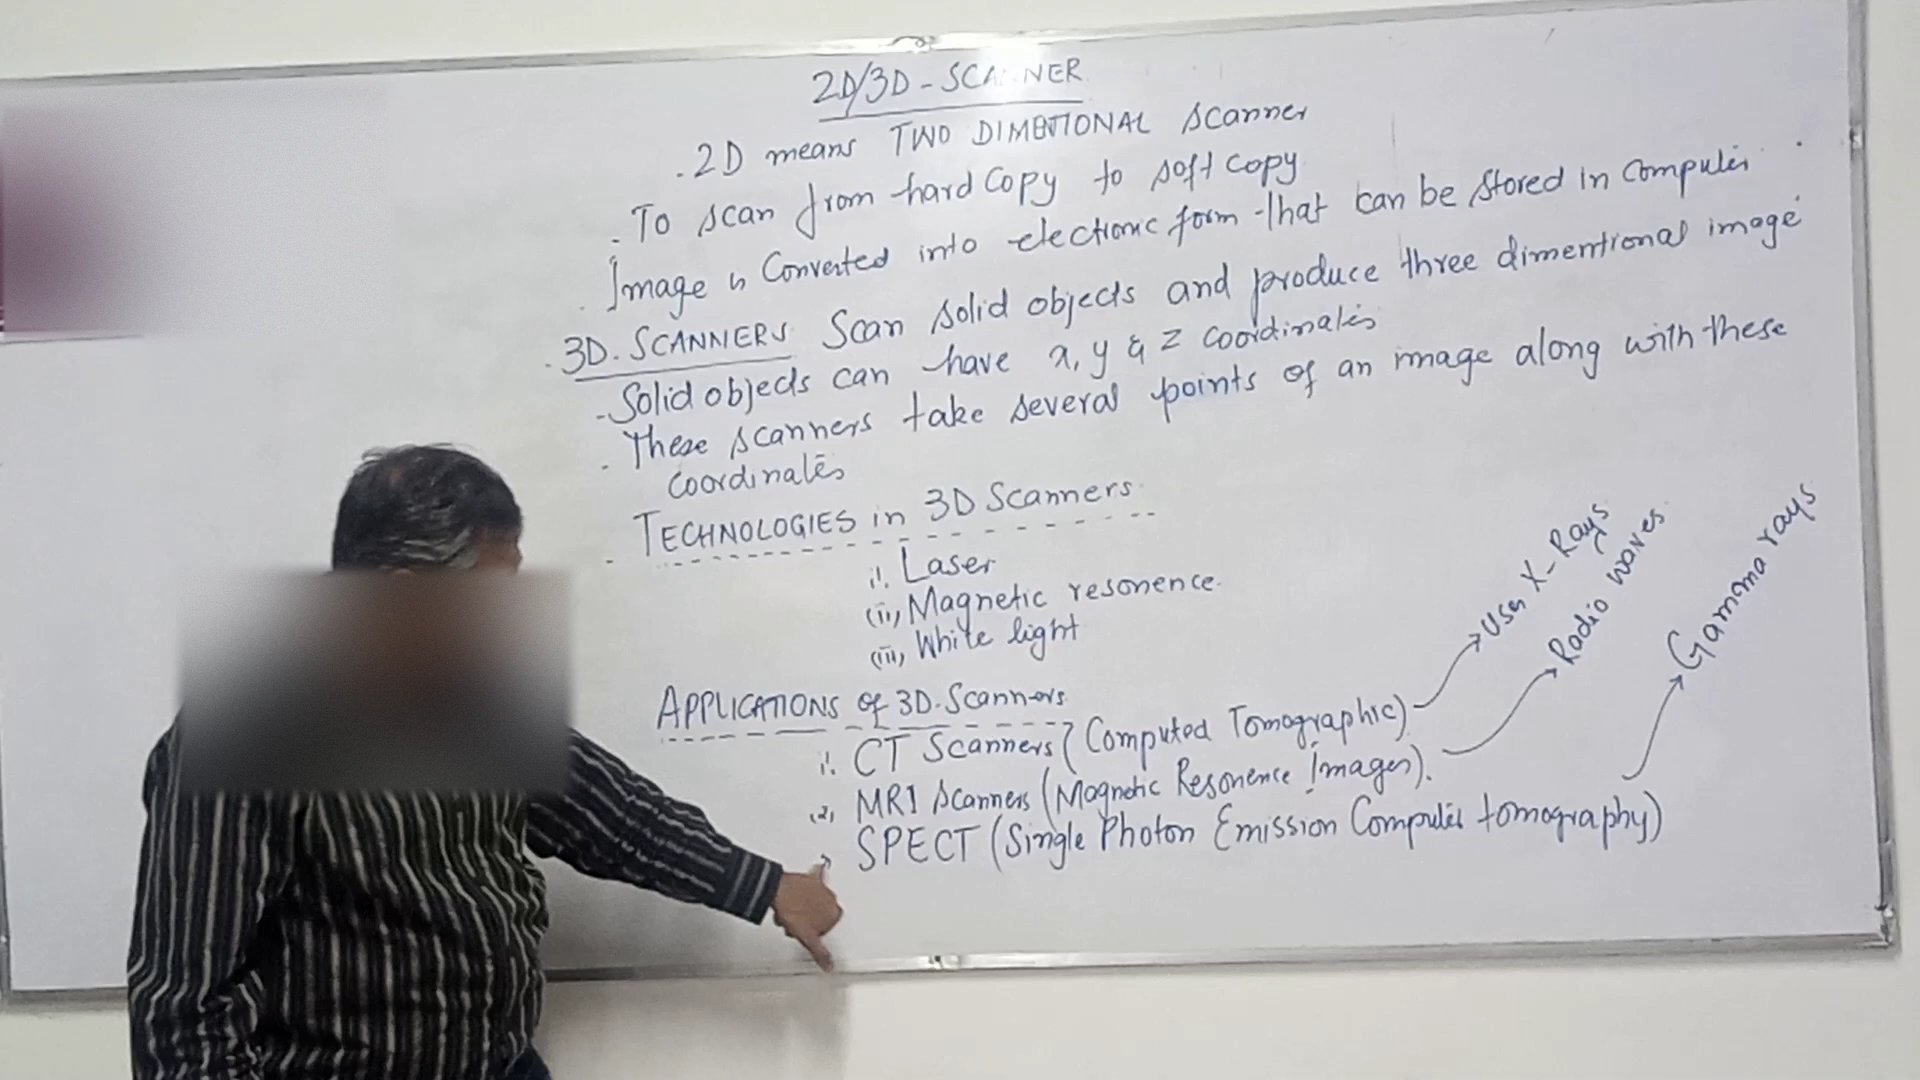 2D/3D - SCANNER
. 2D means TWO DIMENTIONAL Scanner
. To scan from hard Copy to soft copy
. Image is Converted into electronic form that can be stored in Computer
. 3D. SCANNERS Scan solid objects and produce three dimentional image
- Solid objects can have x, y & z coordinates
. These scanners take several points of an image along with these
coordinates
. TECHNOLOGIES in 3D Scanners
i). Laser
(ii) Magnetic resonence.
(iii) White light
APPLICATIONS of 3D. Scanners
1. CT Scanners (Computed Tomographic) → Uses X-Rays
(2) MRI Scanners (Magnetic Resonence Images). → Radio waves
SPECT (Single Photon Emission Computer tomography) → Gamma rays